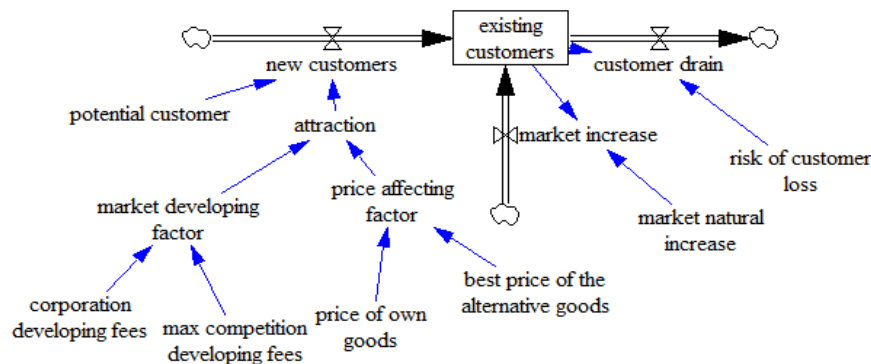 existing
customers
new customers
customer drain
potential customer
attraction
market increase
risk of customer
loss
market developing
factor
price affecting
factor
market natural
increase
best price of the
alternative goods
corporation
developing fees
max competition
developing fees
price of own
goods